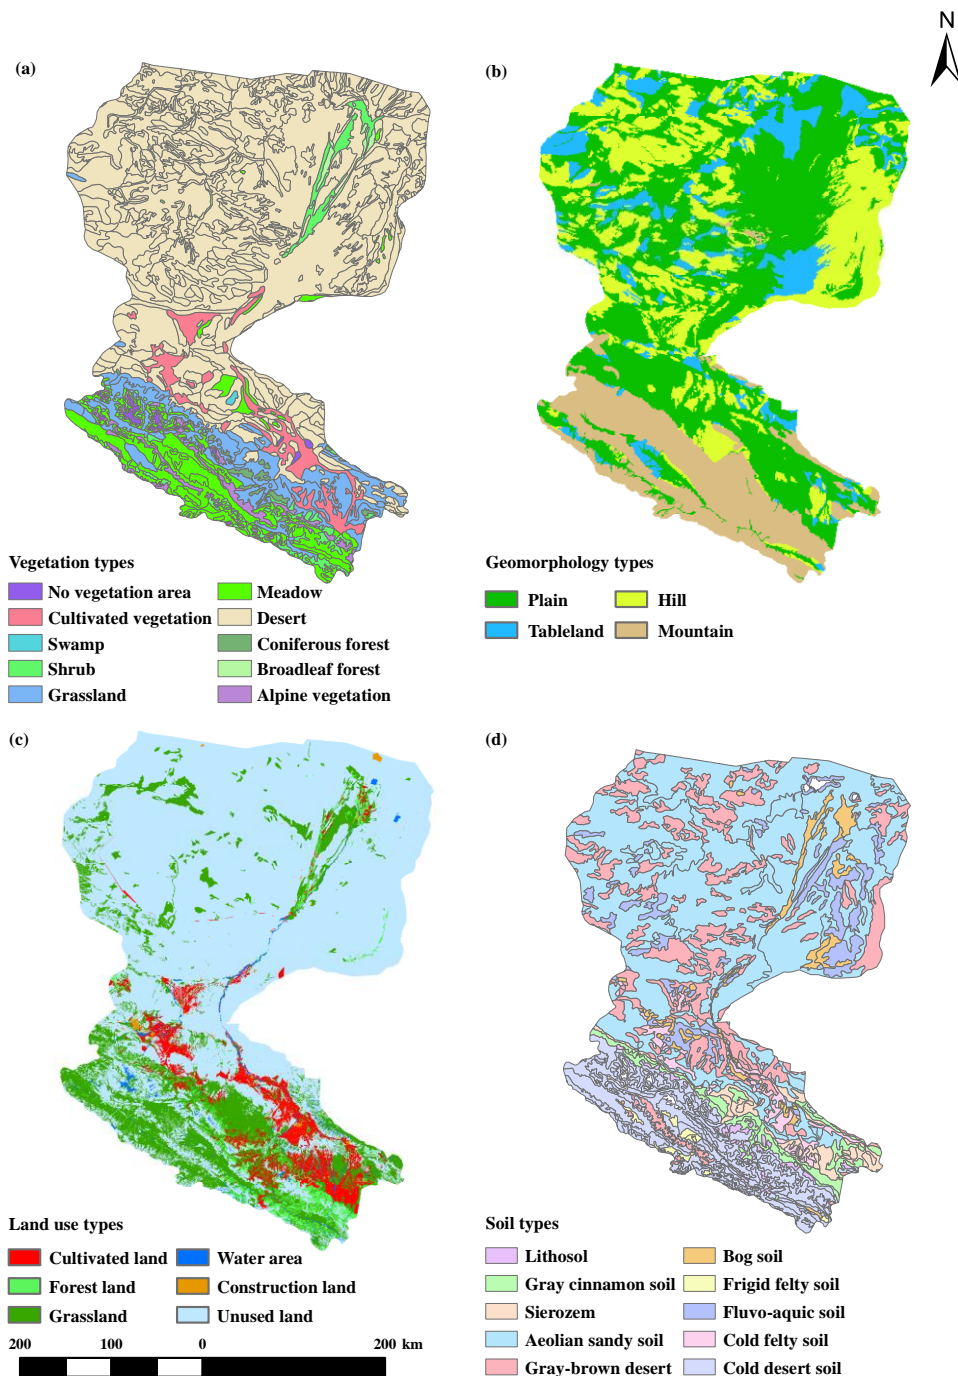 N
(a)
(b)
Vegetation types
No vegetation area
Meadow
Cultivated vegetation
Desert
Swamp
Coniferous forest
Shrub
Broadleaf forest
Grassland
Alpine vegetation
Geomorphology types
Plain
Hill
Tableland
Mountain
(c)
(d)
Land use types
Cultivated land
Water area
Forest land
Construction land
Grassland
Unused land
200 100 0 200 km
Soil types
Lithosol
Bog soil
Gray cinnamon soil
Frigid felty soil
Sierozem
Fluvo-aquic soil
Aeolian sandy soil
Cold felty soil
Gray-brown desert
Cold desert soil